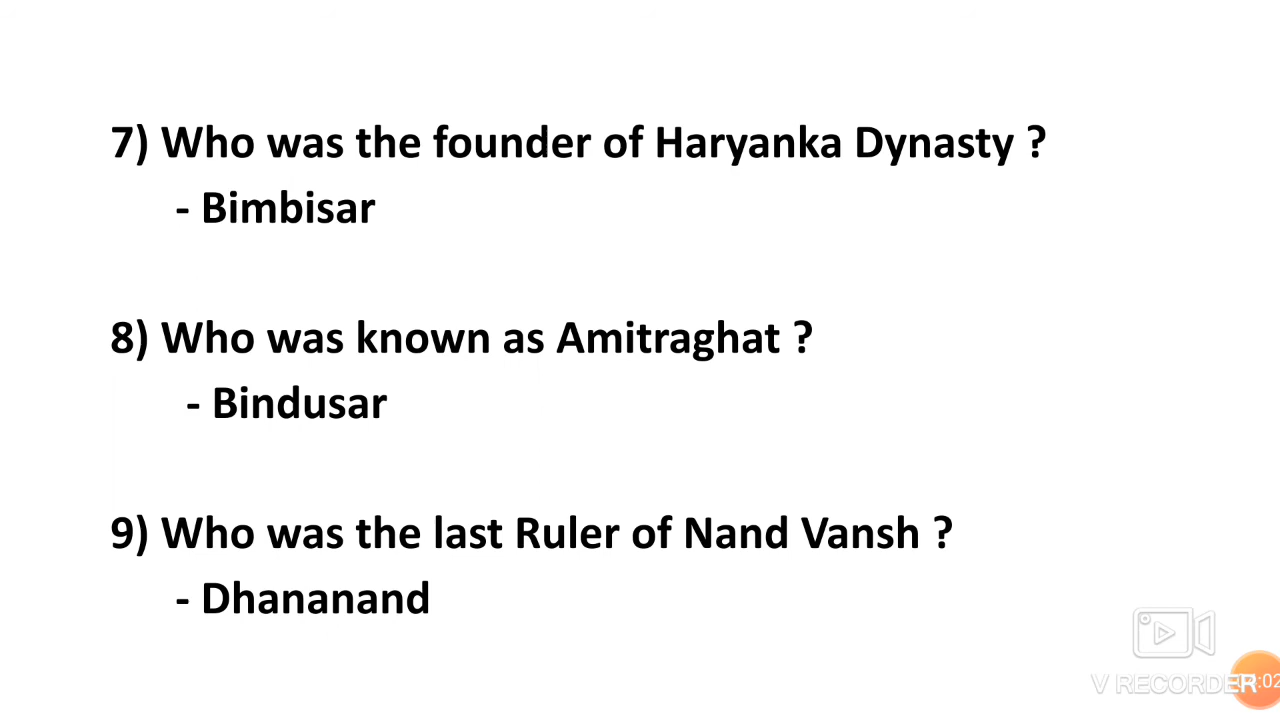 7) Who was the founder of Haryanka Dynasty ?
- Bimbisar
8) Who was known as Amitraghat ?
- Bindusar
9) Who was the last Ruler of Nand Vansh ?
- Dhananand
V RECORDER
:02